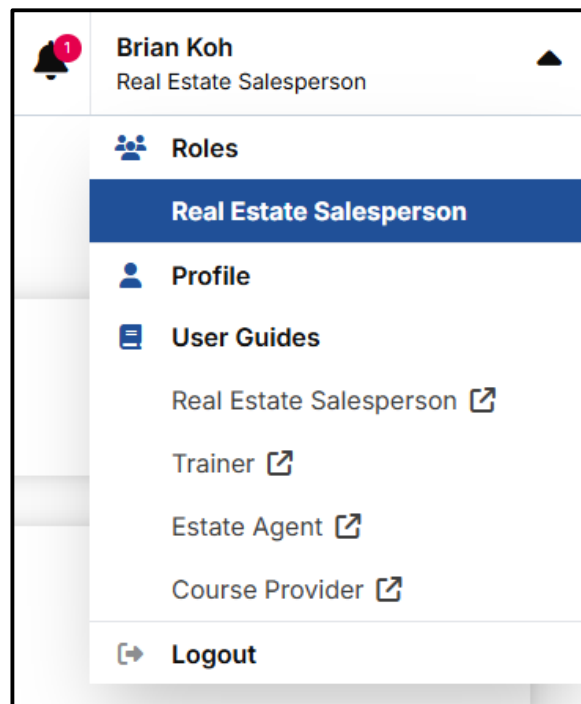 1
Brian Koh
Real Estate Salesperson
Roles
Real Estate Salesperson
Profile
User Guides
Real Estate Salesperson
Trainer
Estate Agent
Course Provider
Logout